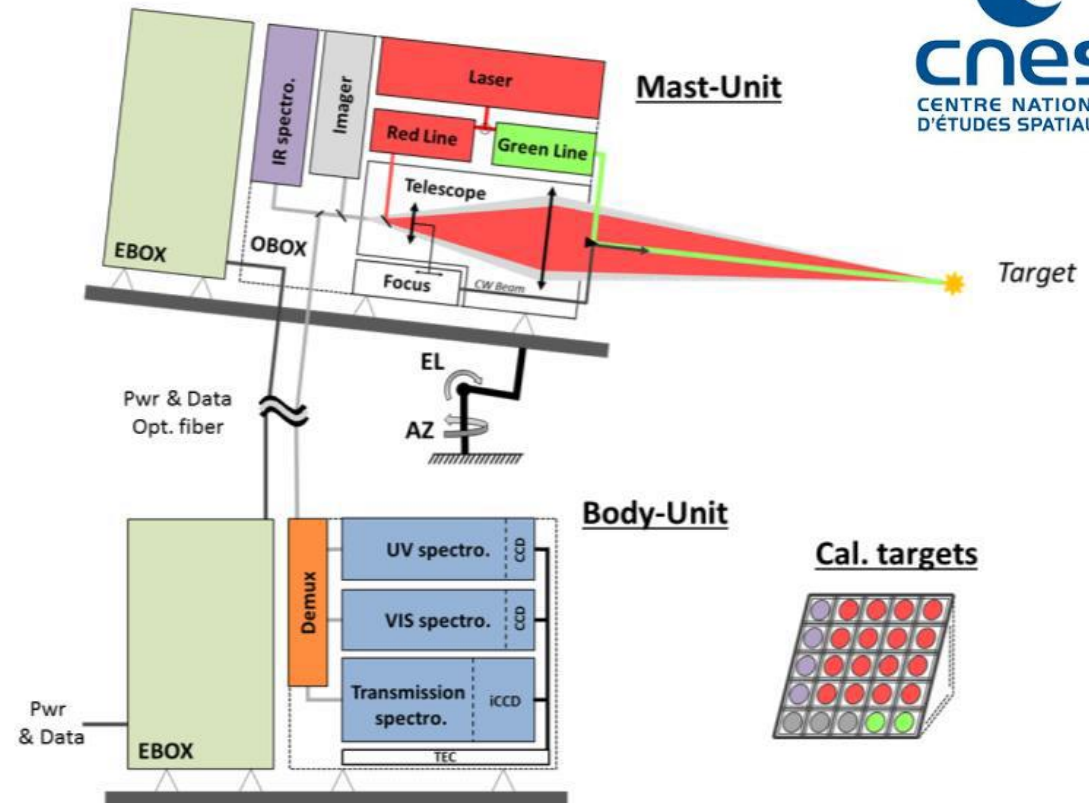 cnes
CENTRE NATION
D'ÉTUDES SPATIAL
Mast-Unit
Laser
IR spectro.
Imager
Red Line
Green Line
Telescope
EBOX
OBOX
Focus
CW Beam
Target
EL
AZ
Pwr & Data
Opt. fiber
Body-Unit
Cal. targets
Demux
UV spectro.
CCD
VIS spectro.
CCD
Transmission
spectro.
iCCD
TEC
Pwr
& Data
EBOX